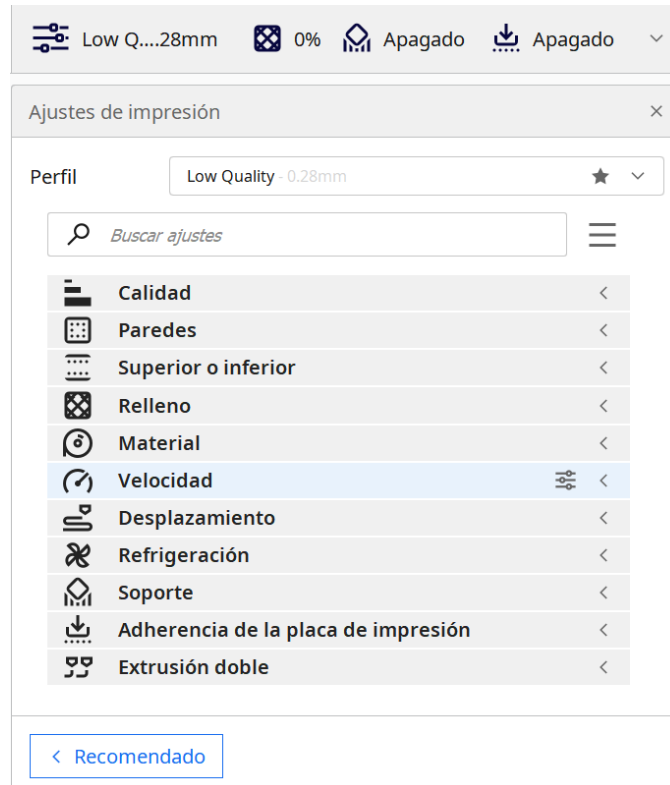 Low Q....28mm 0% Apagado Apagado
Ajustes de impresión
Perfil Low Quality - 0.28mm
Buscar ajustes
Calidad
Paredes
Superior o inferior
Relleno
Material
Velocidad
Desplazamiento
Refrigeración
Soporte
Adherencia de la placa de impresión
Extrusión doble
Recomendado